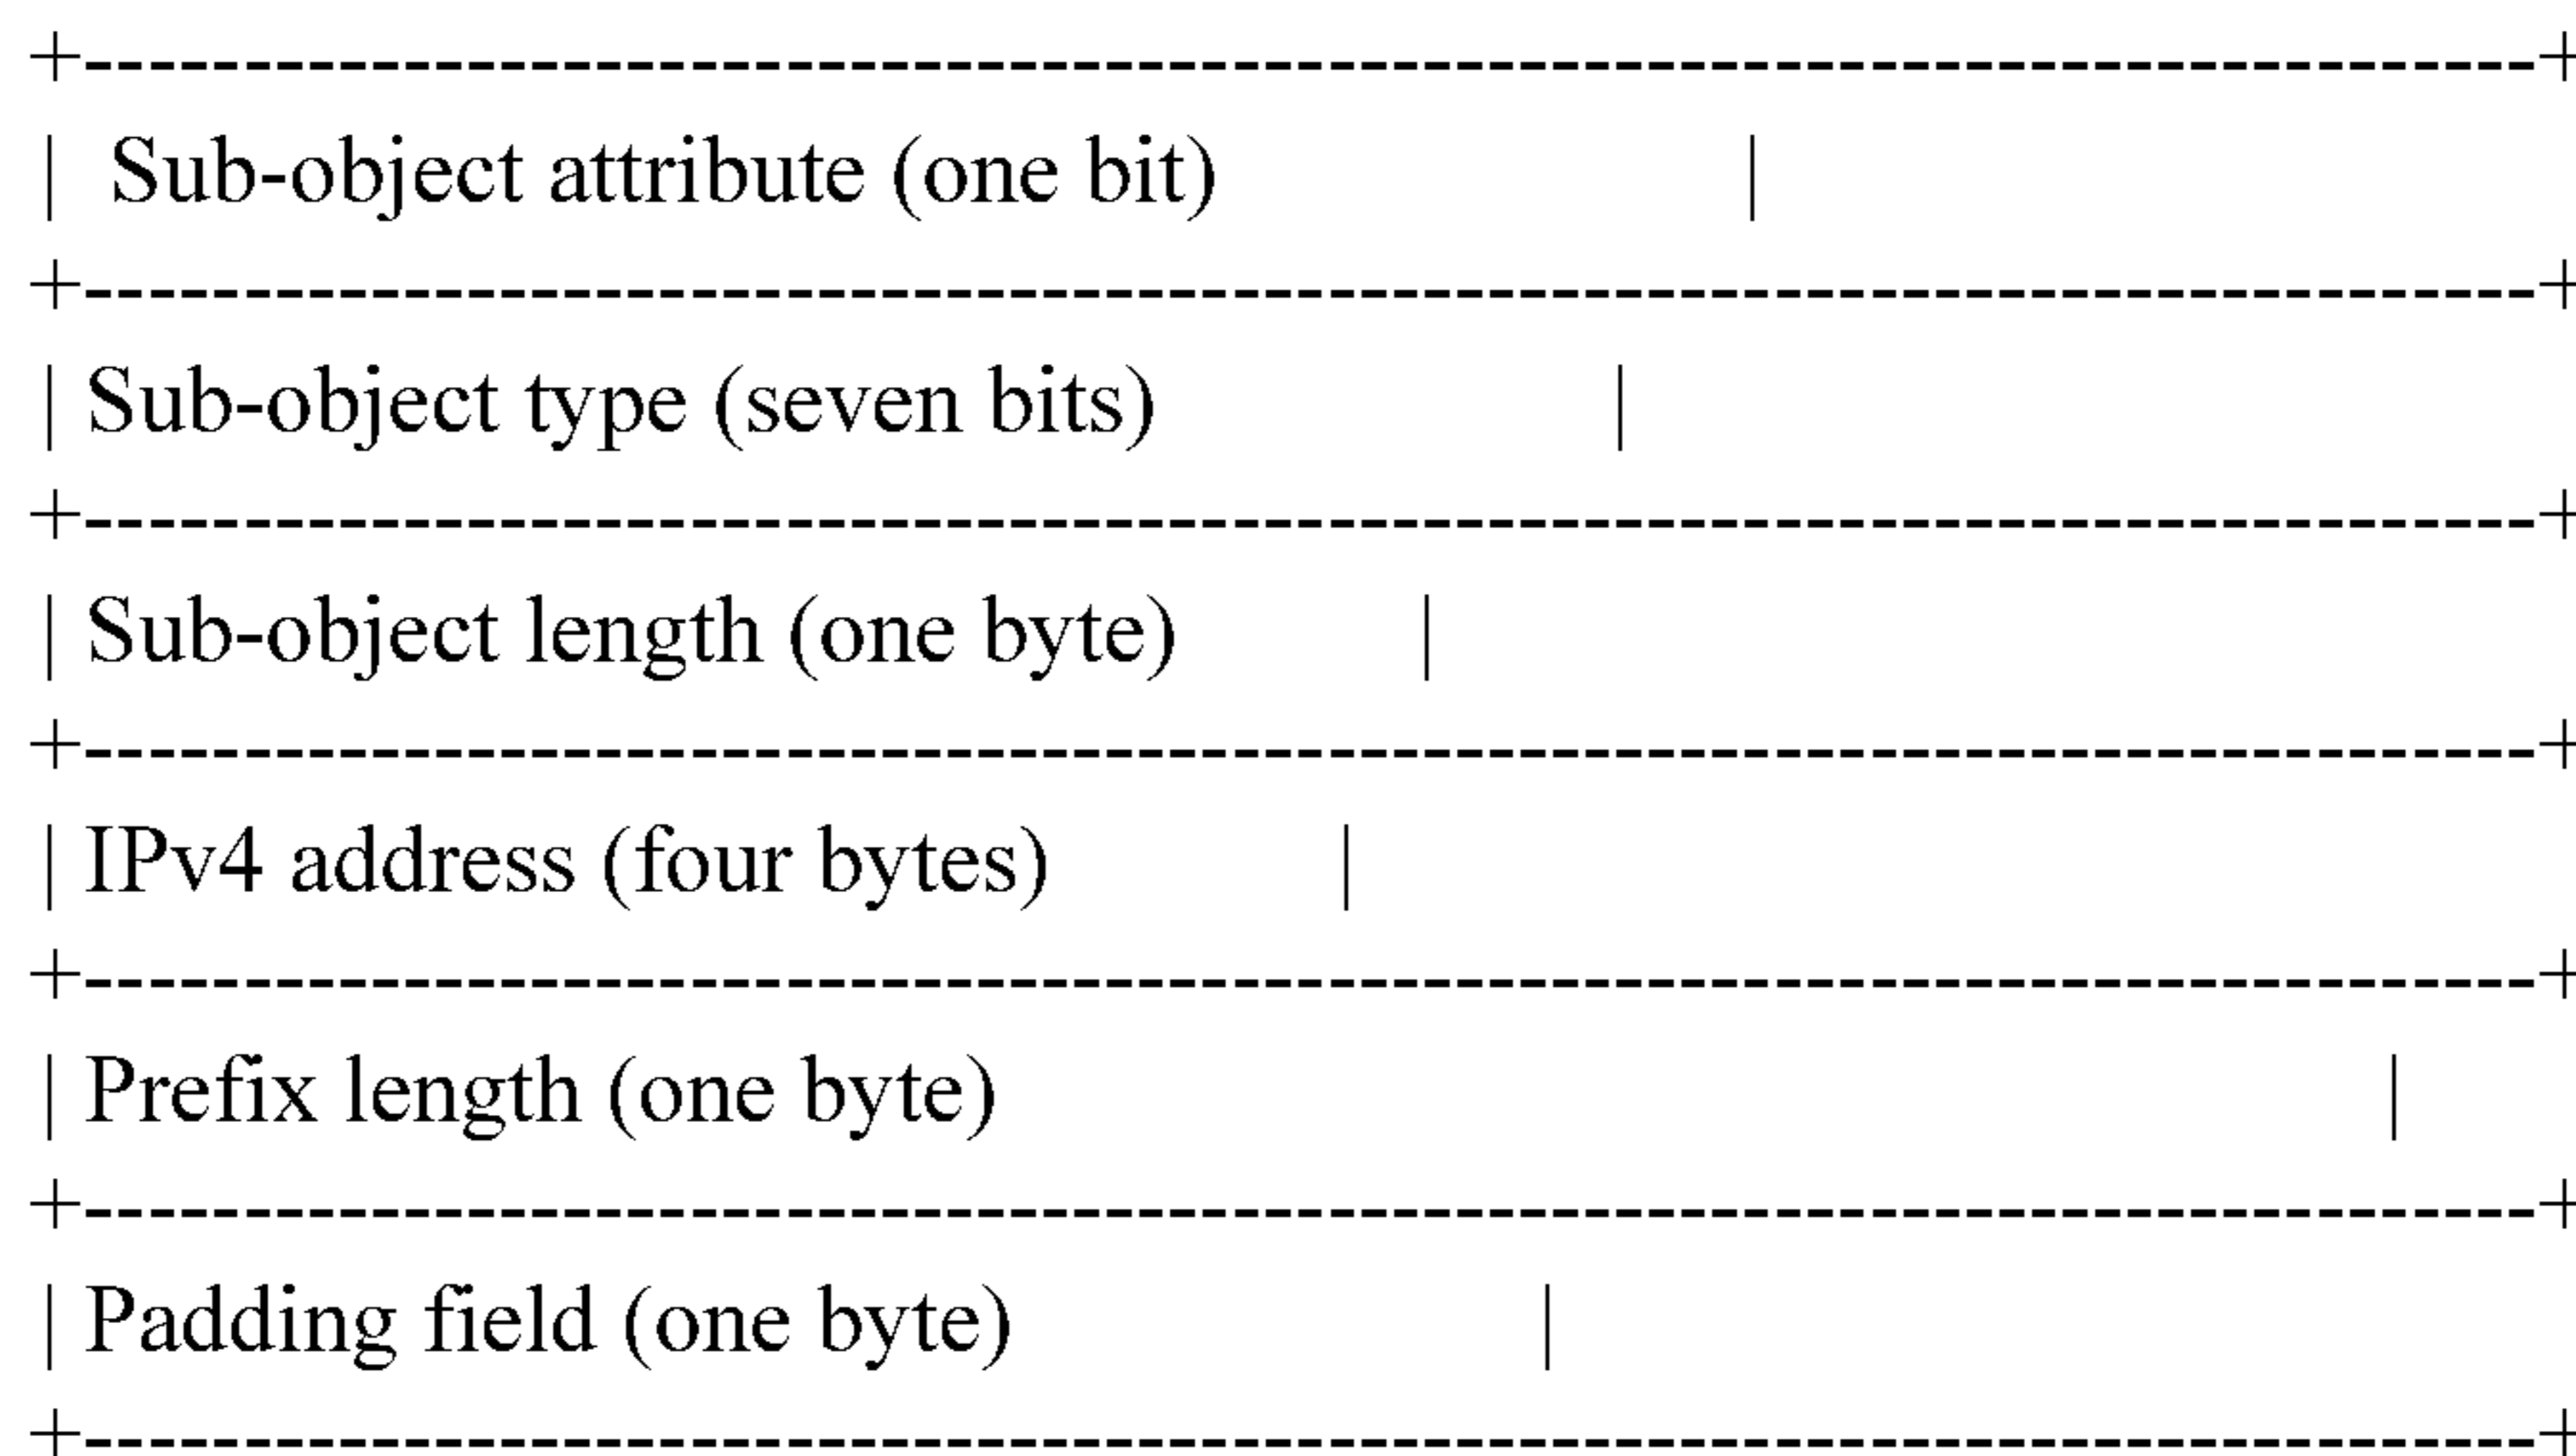 +-----------------------------------------------------------------------------+
| Sub-object attribute (one bit) |
+-----------------------------------------------------------------------------+
| Sub-object type (seven bits) |
+-----------------------------------------------------------------------------+
| Sub-object length (one byte) |
+-----------------------------------------------------------------------------+
| IPv4 address (four bytes) |
+-----------------------------------------------------------------------------+
| Prefix length (one byte) |
+-----------------------------------------------------------------------------+
| Padding field (one byte) |
+-----------------------------------------------------------------------------+